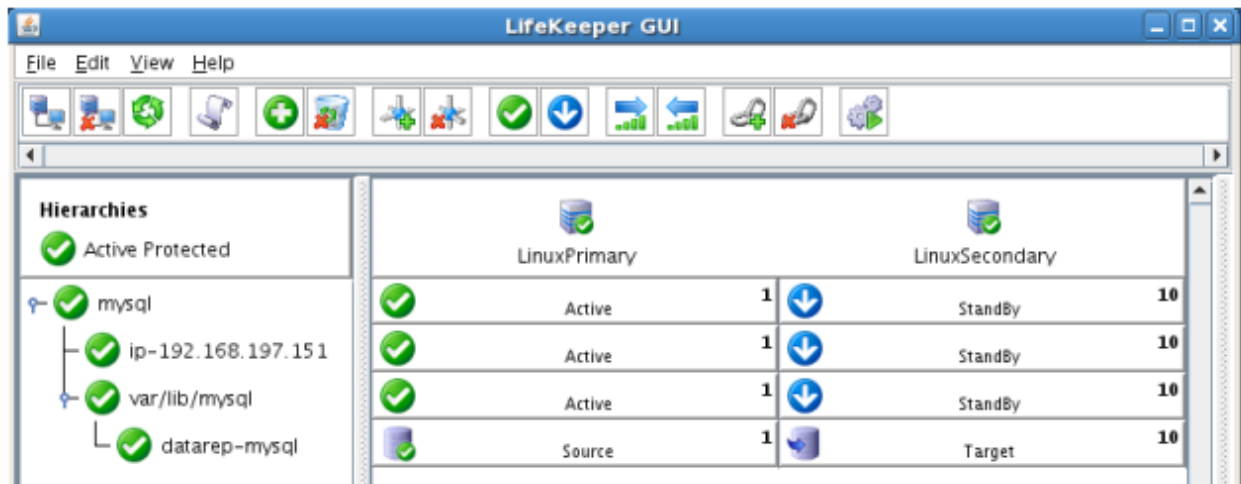 LifeKeeper GUI
File Edit View Help
Hierarchies
Active Protected
LinuxPrimary
LinuxSecondary
mysql
Active 1
StandBy 10
ip-192.168.197.151
Active 1
StandBy 10
var/lib/mysql
Active 1
StandBy 10
datarep-mysql
Source 1
Target 10